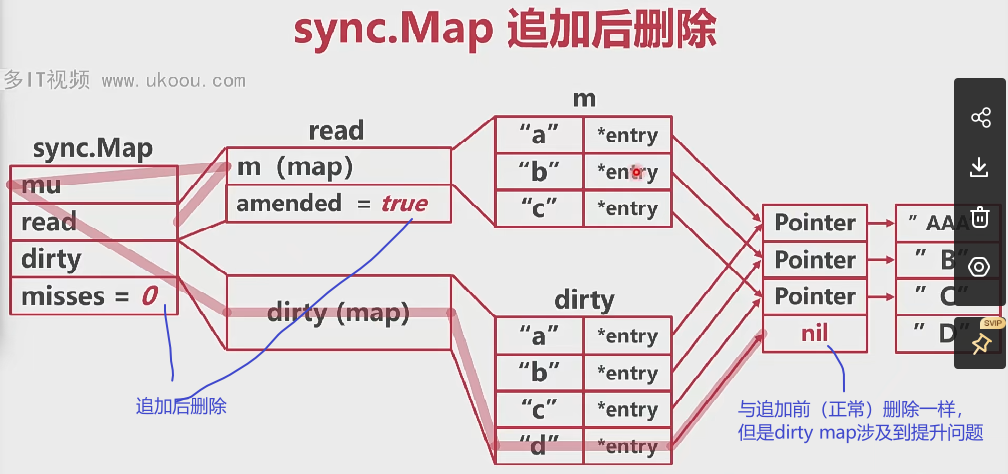 sync.Map 追加后删除
多IT视频 www.ukoou.com
m
read
sync.Map
"a" *entry
m (map)
"b" *entry
mu
amended = true
"c" *entry
read
Pointer "AAA"
dirty
Pointer "B"
misses = 0
dirty (map)
dirty
Pointer "C"
"a" *entry
nil "D"
SVIP
"b" *entry
追加后删除
"c" *entry
与追加前（正常）删除一样，
但是dirty map涉及到提升问题
"d" *entry